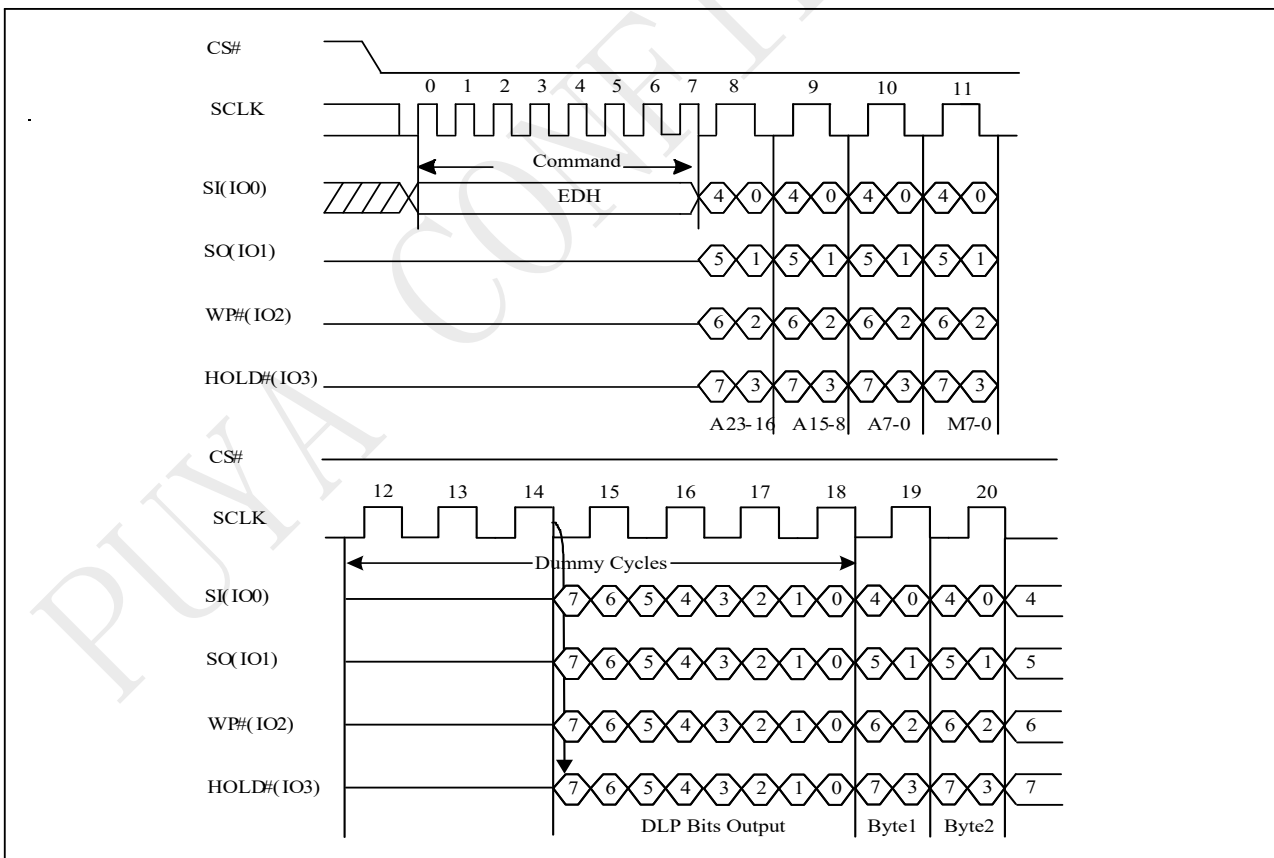 PUYA CONFI
CS#
0 1 2 3 4 5 6 7 8 9 10 11
SCLK
Command
SI(IO0) EDH 4 0 4 0 4 0 4 0
SO(IO1) 5 1 5 1 5 1 5 1
WP#(IO2) 6 2 6 2 6 2 6 2
HOLD#(IO3) 7 3 7 3 7 3 7 3
A23-16 A15-8 A7-0 M7-0
CS#
12 13 14 15 16 17 18 19 20
SCLK
Dummy Cycles
SI(IO0) 7 6 5 4 3 2 1 0 4 0 4 0 4
SO(IO1) 7 6 5 4 3 2 1 0 5 1 5 1 5
WP#(IO2) 7 6 5 4 3 2 1 0 6 2 6 2 6
HOLD#(IO3) 7 6 5 4 3 2 1 0 7 3 7 3 7
DLP Bits Output Byte1 Byte2